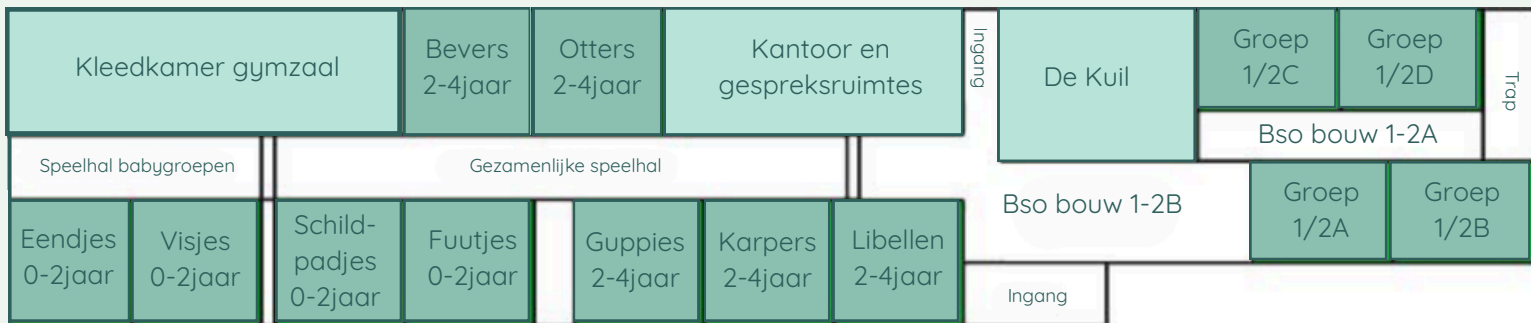 Kleedkamer gymzaal
Bevers
2-4jaar
Otters
2-4jaar
Kantoor en
gespreksruimtes
Ingang
De Kuil
Groep
1/2C
Groep
1/2D
Trap
Bso bouw 1-2A
Speelhal babygroepen
Gezamenlijke speelhal
Bso bouw 1-2B
Groep
1/2A
Groep
1/2B
Eendjes
0-2jaar
Visjes
0-2jaar
Schild-
padjes
0-2jaar
Fuutjes
0-2jaar
Guppies
2-4jaar
Karpers
2-4jaar
Libellen
2-4jaar
Ingang